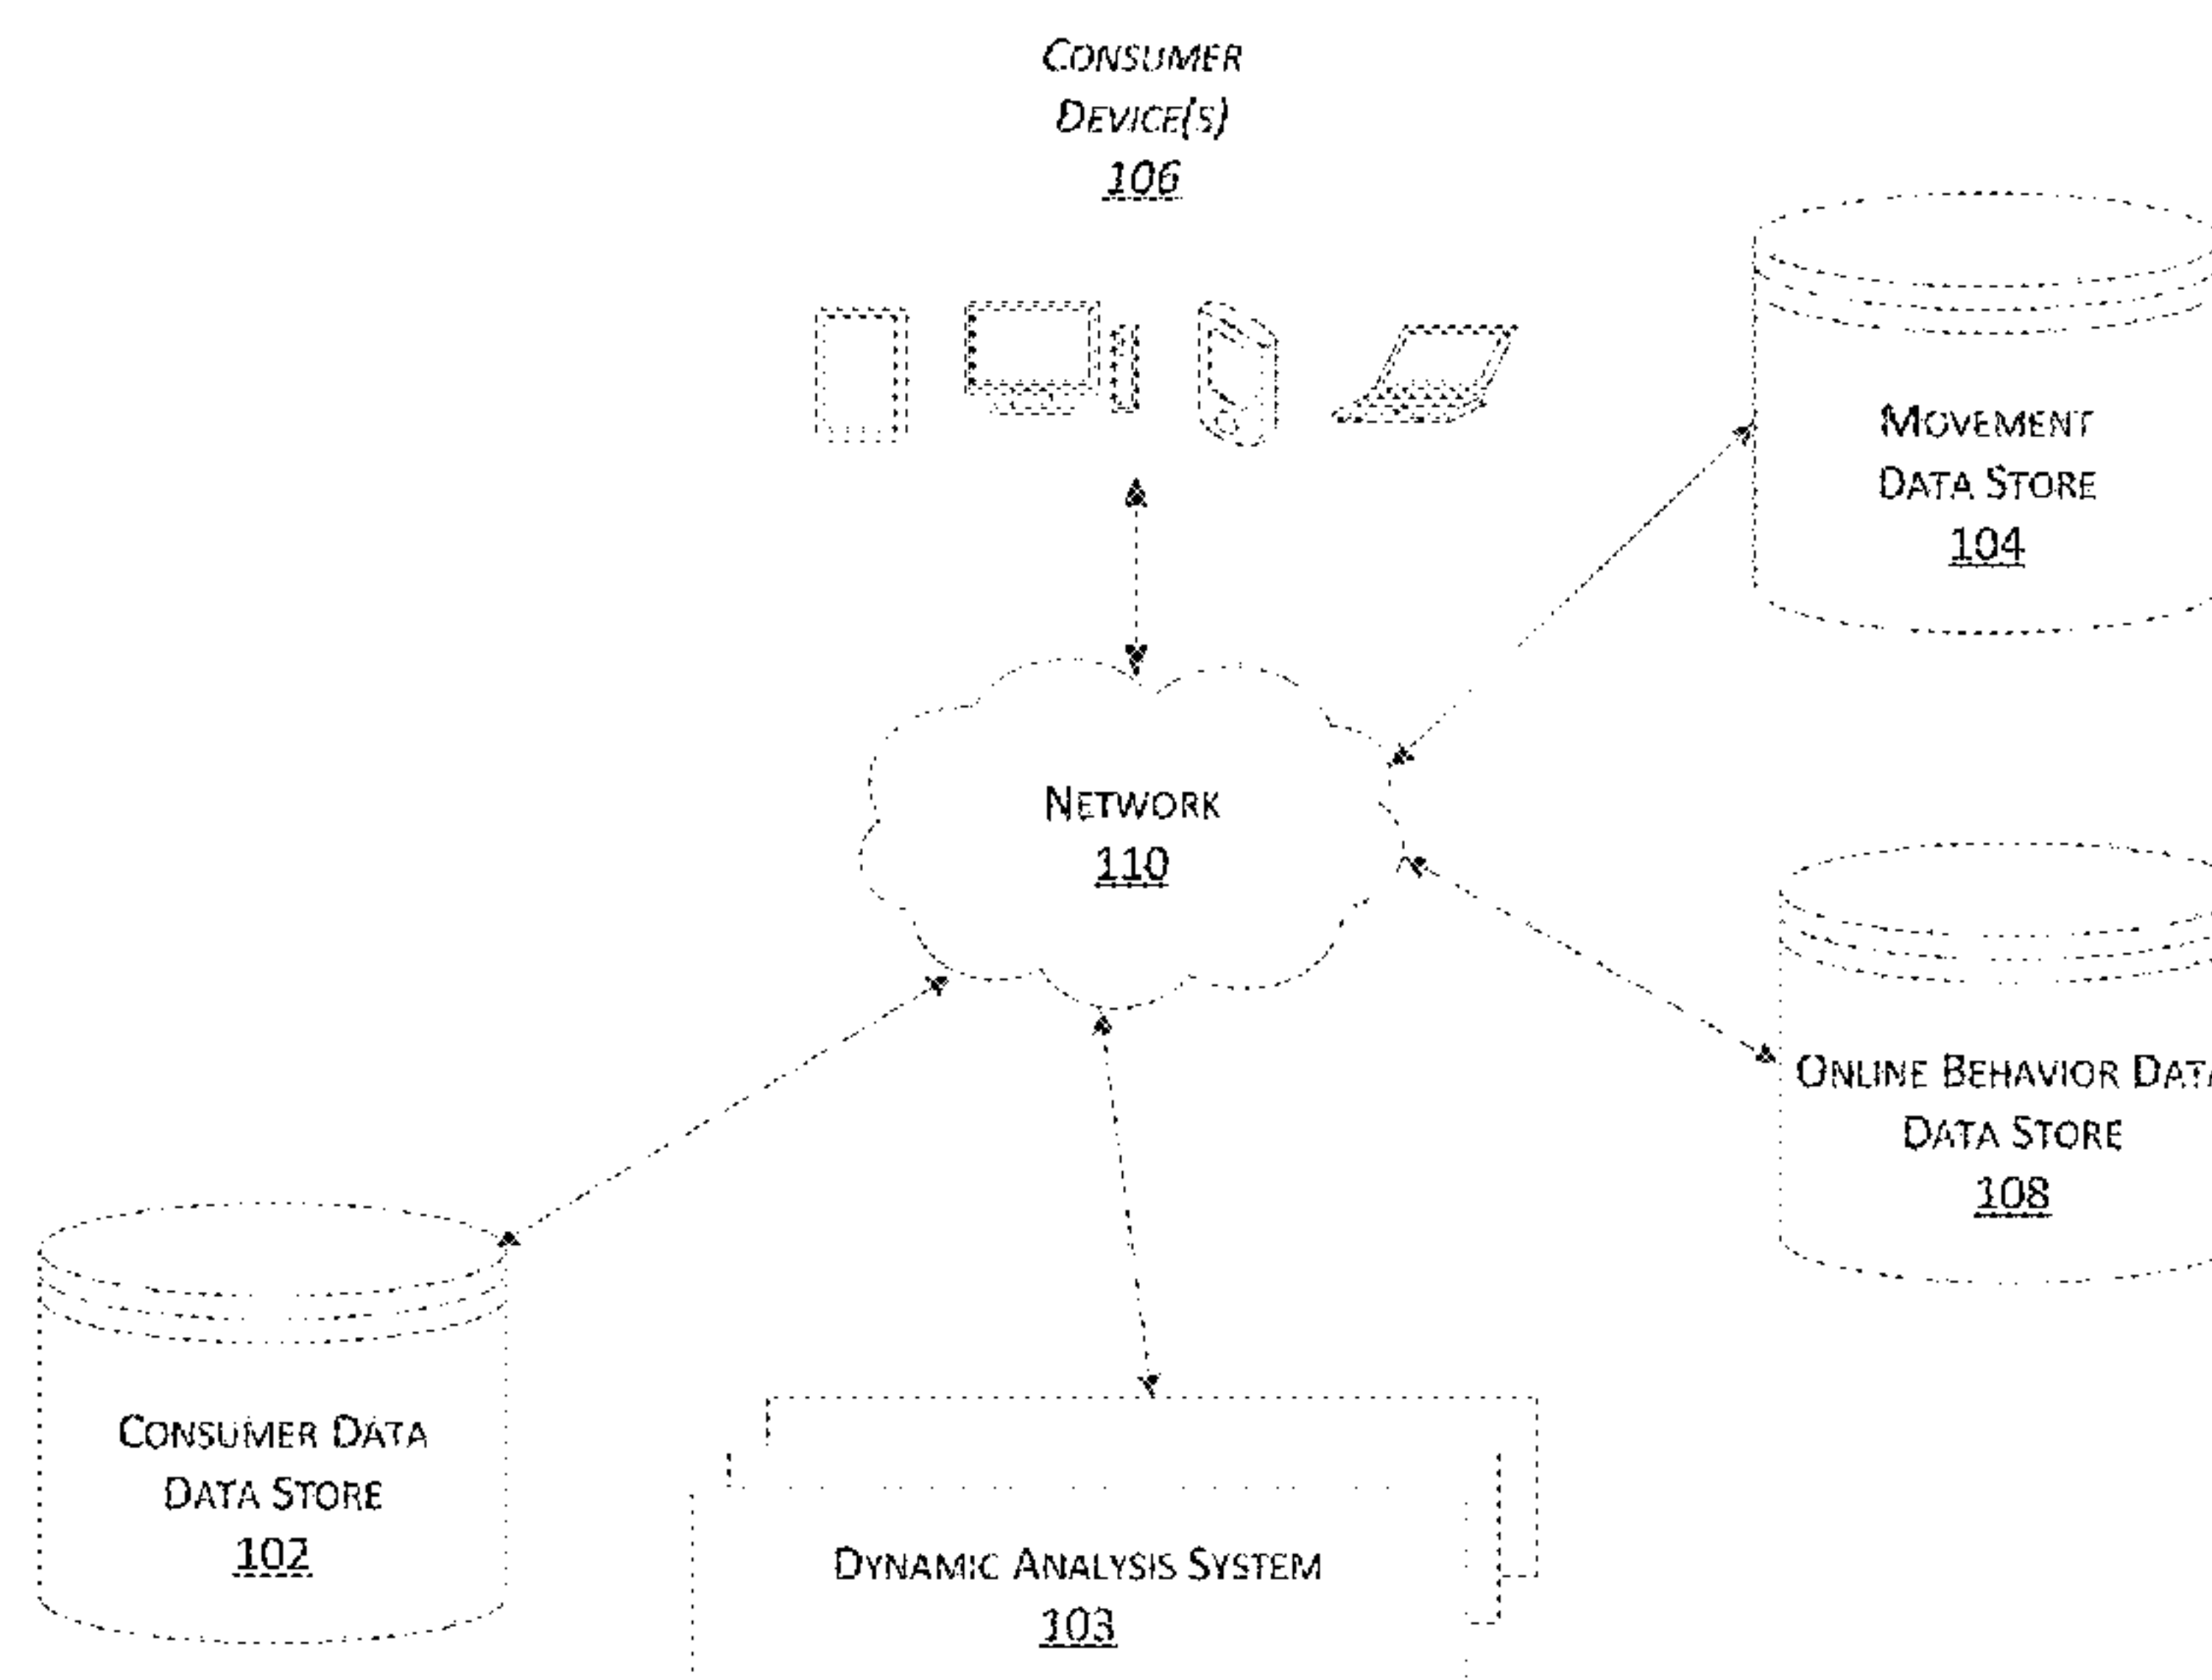 CONSUMER
DEVICE(S)
106
MOVEMENT
DATA STORE
104
NETWORK
110
ONLINE BEHAVIOR DATA
DATA STORE
108
CONSUMER DATA
DATA STORE
102
DYNAMIC ANALYSIS SYSTEM
103